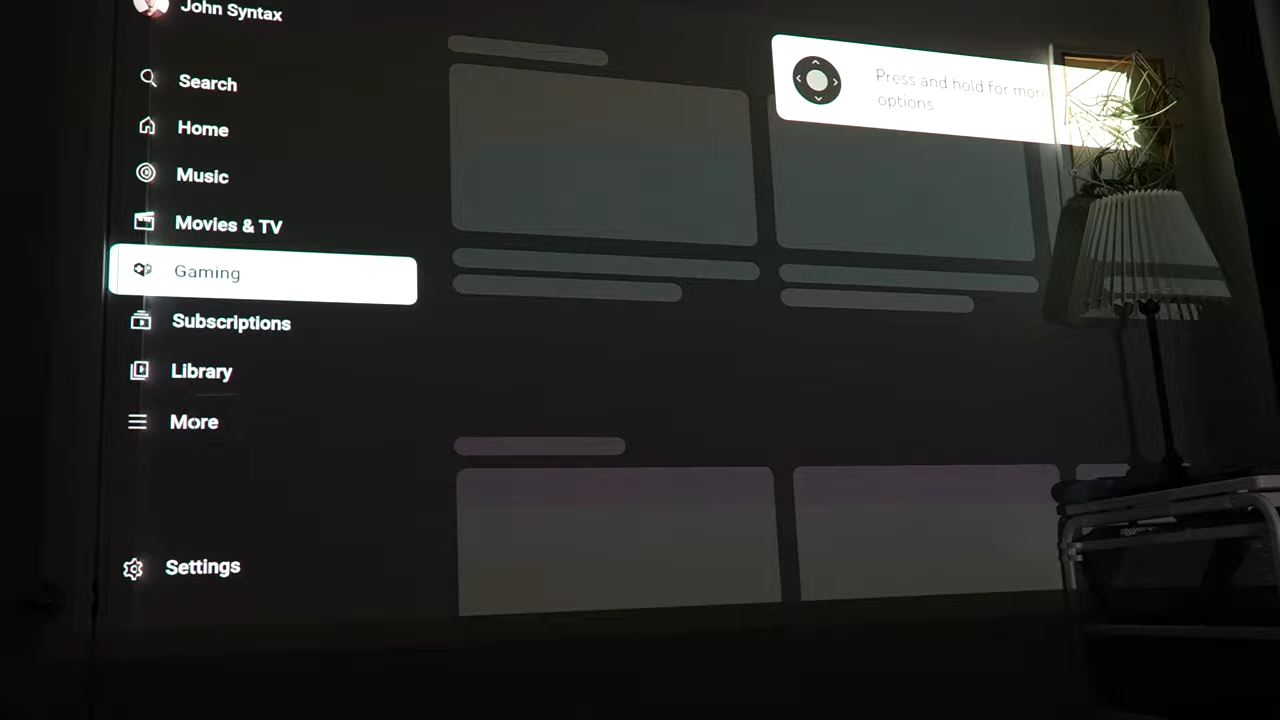 John Syntax
Search
Home
Music
Movies & TV
Gaming
Subscriptions
Library
More
Settings
Press and hold for more
options